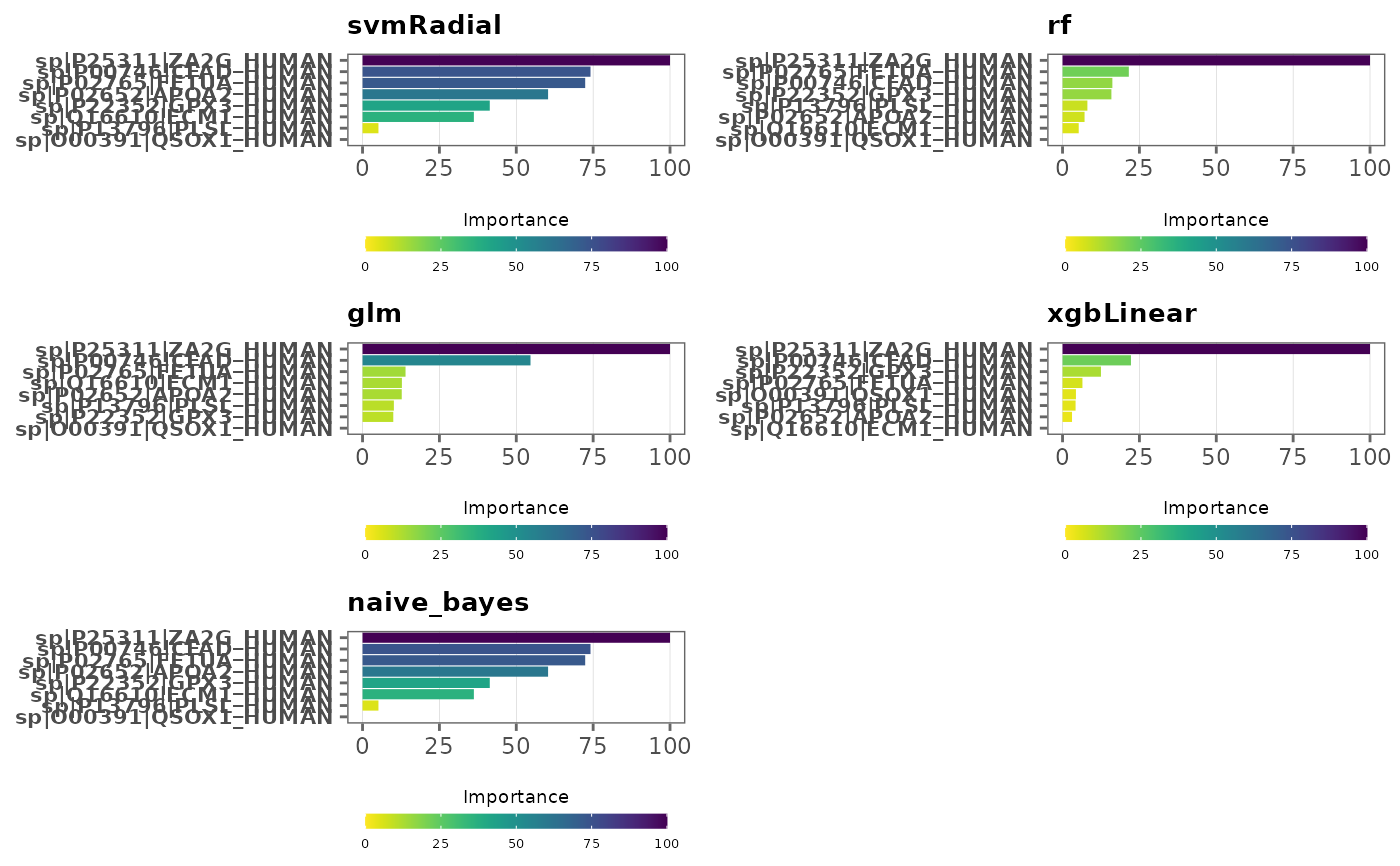 svmRadial
sp|P25311|ZA2G_HUMAN
sp|P00746|CFAD_HUMAN
sp|P02765|FETUA_HUMAN
sp|P02652|APOA2_HUMAN
sp|P22352|GPX3_HUMAN
sp|Q16610|ECM1_HUMAN
sp|P13796|PLSL_HUMAN
sp|O00391|QSOX1_HUMAN
0 25 50 75 100
Importance
0 25 50 75 100
rf
sp|P25311|ZA2G_HUMAN
sp|P02765|FETUA_HUMAN
sp|P00746|CFAD_HUMAN
sp|P22352|GPX3_HUMAN
sp|P13796|PLSL_HUMAN
sp|P02652|APOA2_HUMAN
sp|Q16610|ECM1_HUMAN
sp|O00391|QSOX1_HUMAN
0 25 50 75 100
Importance
0 25 50 75 100
glm
sp|P25311|ZA2G_HUMAN
sp|P00746|CFAD_HUMAN
sp|P02765|FETUA_HUMAN
sp|Q16610|ECM1_HUMAN
sp|P02652|APOA2_HUMAN
sp|P13796|PLSL_HUMAN
sp|P22352|GPX3_HUMAN
sp|O00391|QSOX1_HUMAN
0 25 50 75 100
Importance
0 25 50 75 100
xgbLinear
sp|P25311|ZA2G_HUMAN
sp|P00746|CFAD_HUMAN
sp|P22352|GPX3_HUMAN
sp|P02765|FETUA_HUMAN
sp|O00391|QSOX1_HUMAN
sp|P13796|PLSL_HUMAN
sp|P02652|APOA2_HUMAN
sp|Q16610|ECM1_HUMAN
0 25 50 75 100
Importance
0 25 50 75 100
naive_bayes
sp|P25311|ZA2G_HUMAN
sp|P00746|CFAD_HUMAN
sp|P02765|FETUA_HUMAN
sp|P02652|APOA2_HUMAN
sp|P22352|GPX3_HUMAN
sp|Q16610|ECM1_HUMAN
sp|P13796|PLSL_HUMAN
sp|O00391|QSOX1_HUMAN
0 25 50 75 100
Importance
0 25 50 75 100